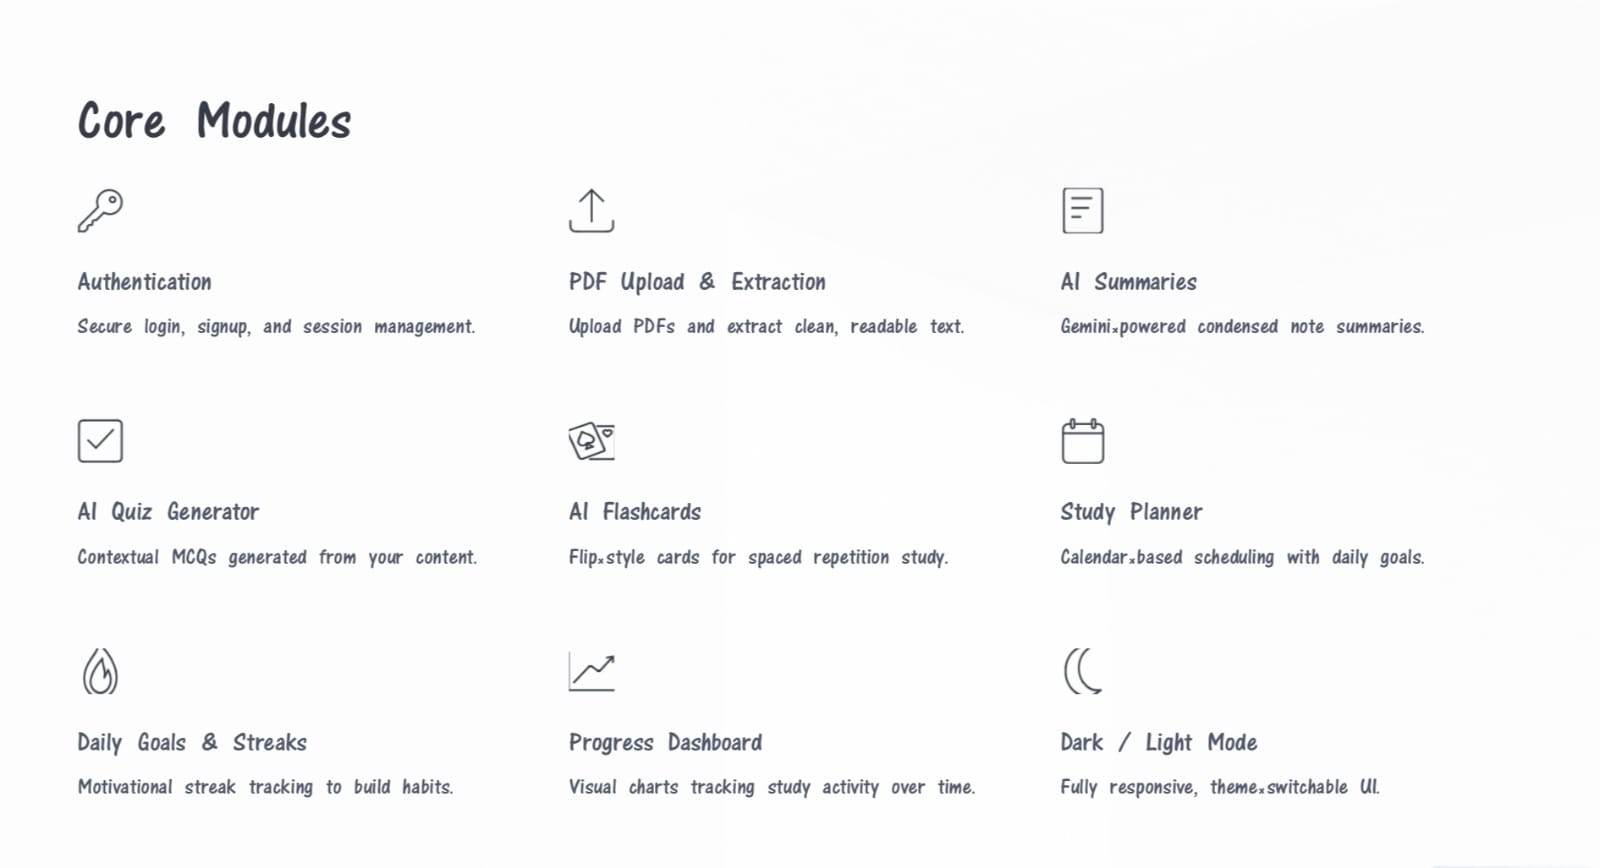 Core Modules
Authentication
Secure login, signup, and session management.
PDF Upload & Extraction
Upload PDFs and extract clean, readable text.
AI Summaries
Gemini×powered condensed note summaries.
AI Quiz Generator
Contextual MCQs generated from your content.
AI Flashcards
Flip×style cards for spaced repetition study.
Study Planner
Calendar×based scheduling with daily goals.
Daily Goals & Streaks
Motivational streak tracking to build habits.
Progress Dashboard
Visual charts tracking study activity over time.
Dark / Light Mode
Fully responsive, theme×switchable UI.